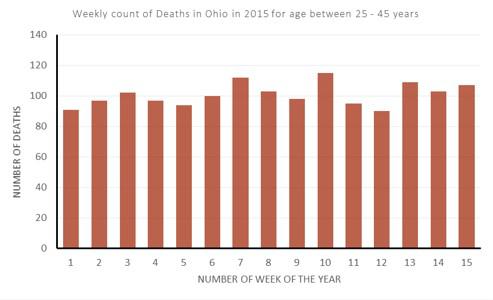 Weekly count of Deaths in Ohio in 2015 for age between 25 - 45 years
140
120
100
80
60
40
20
0
NUMBER OF DEATHS
1 2 3 4 5 6 7 8 9 10 11 12 13 14 15
NUMBER OF WEEK OF THE YEAR